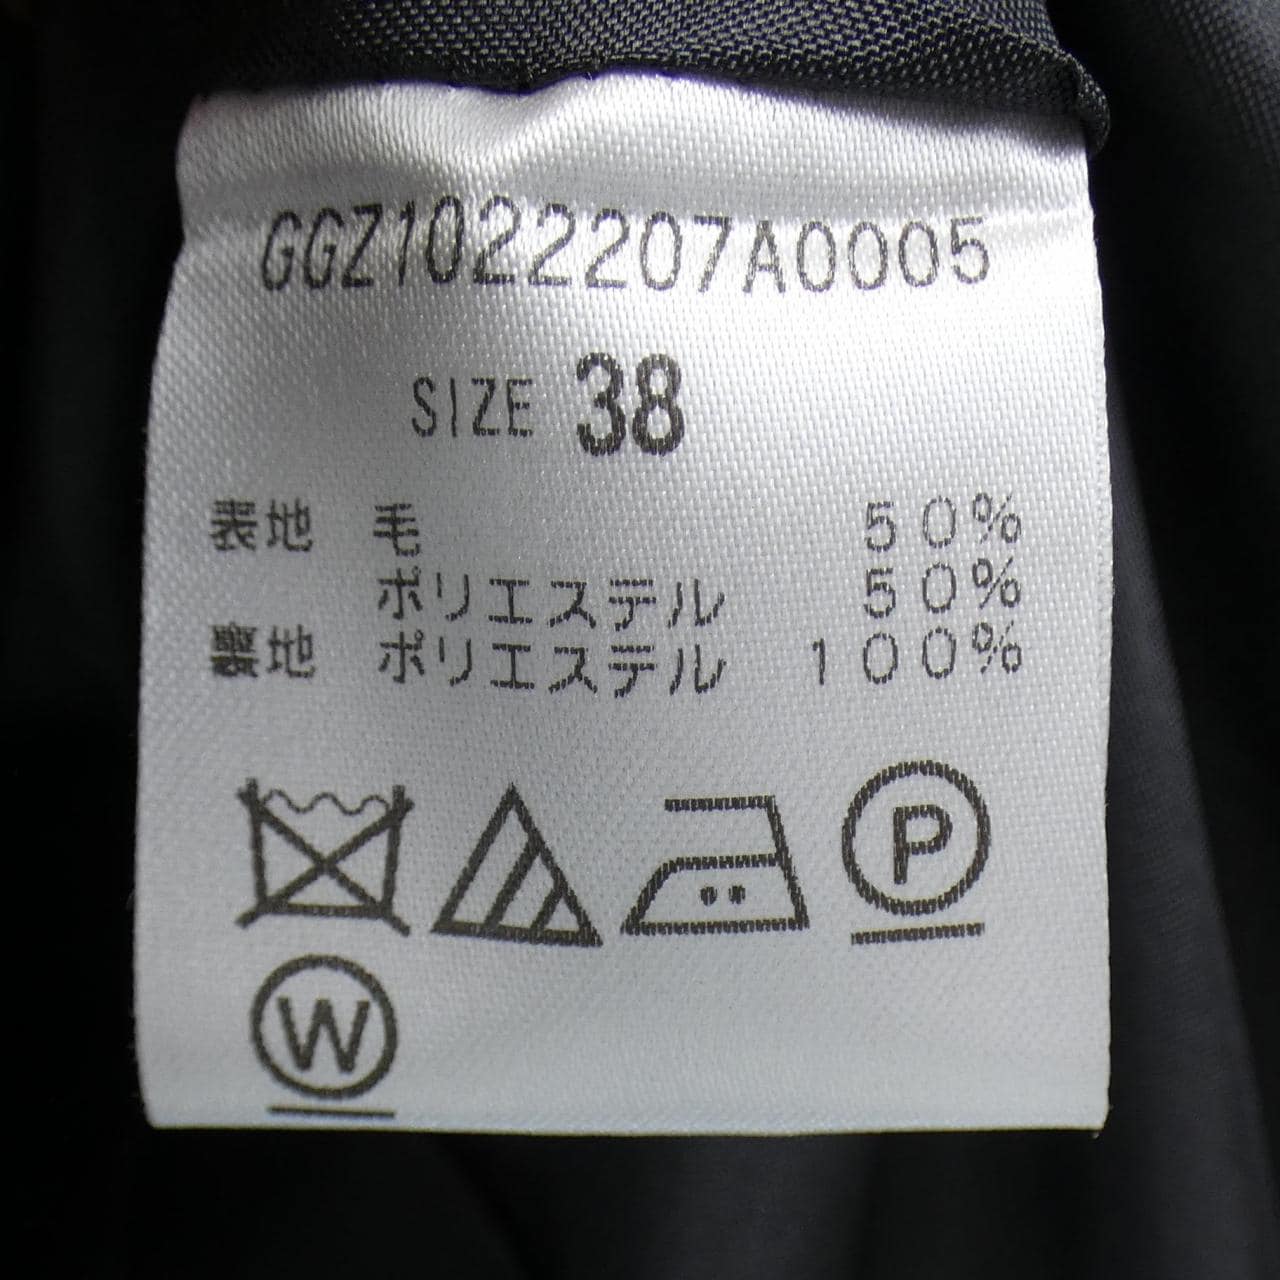 GGZ1022207A0005
SIZE 38
表地 毛 50%
ポリエステル 50%
裏地 ポリエステル 100%
P
W